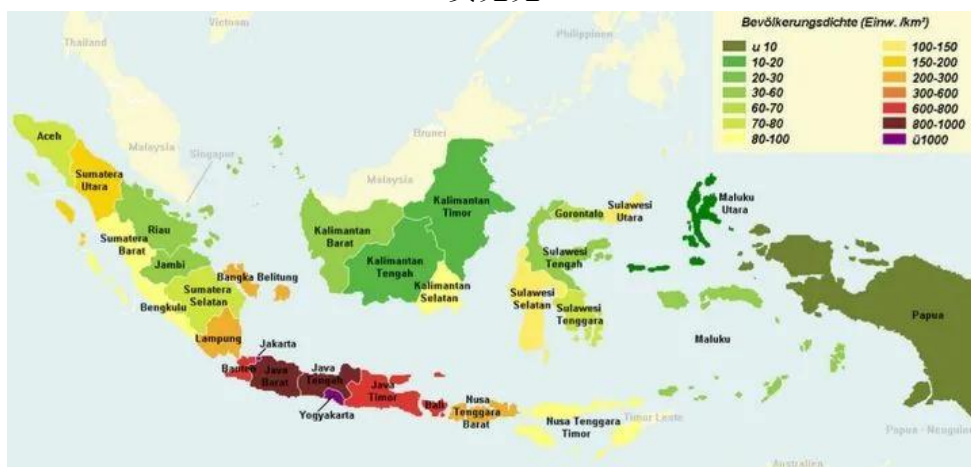 Bevölkerungsdichte (Einw. /km²)
u 10
10-20
20-30
30-60
60-70
70-80
80-100
100-150
150-200
200-300
300-600
600-800
800-1000
ü1000
Vietnam
Thailand
Philippinen
Brunei
Malaysia
Singapur
Malaysia
Aceh
Sumatera
Utara
Riau
Sumatera
Barat
Jambi
Bangka Belitung
Sumatera
Selatan
Bengkulu
Lampung
Kalimantan
Timor
Kalimantan
Barat
Kalimantan
Tengah
Kalimantan
Selatan
Gorontalo
Sulawesi
Utara
Sulawesi
Tengah
Sulawesi
Selatan
Sulawesi
Tenggara
Maluku
Utara
Maluku
Papua
Jakarta
Banten
Java
Barat
Java
Tengah
Yogyakarta
Java
Timor
Bali
Nusa
Tenggara
Barat
Nusa Tenggara
Timor
Timor Leste
Papua - Neuguinea
Australien